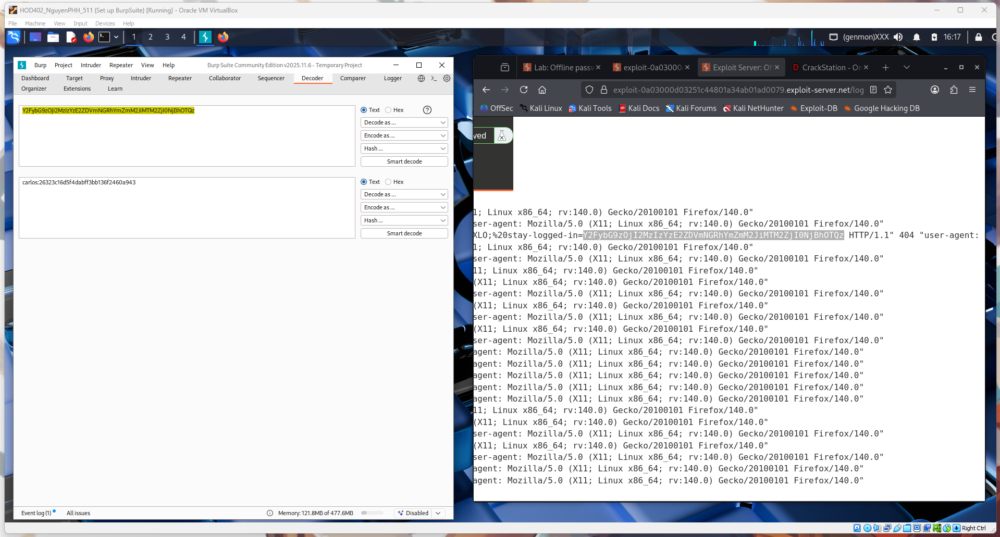 HOD402_NguyenPHH_511 (Set up BurpSuite) [Running] - Oracle VM VirtualBox
File Machine View Input Devices Help
1 2 3 4 (genmon)XXX 16:17
Burp Project Intruder Repeater View Help Burp Suite Community Edition v2025.11.6 - Temporary Project
Dashboard Target Proxy Intruder Repeater Collaborator Sequencer Decoder Comparer Logger
Organizer Extensions Learn
Y2FybG9zOjI2MzIzYzE2ZDVmNGRhYmZmM2JiMTM2ZjI0NjBhOTQz
Text Hex
Decode as ...
Encode as ...
Hash ...
Smart decode
carlos:26323c16d5f4dabff3bb136f2460a943
Text Hex
Decode as ...
Encode as ...
Hash ...
Smart decode
Event log (1) All issues Memory: 121.8MB of 477.6MB Disabled
Lab: Offline passw exploit-0a03000 Exploit Server: Of CrackStation - On
exploit-0a03000d03251c44801a34ab01ad0079.exploit-server.net/log
OffSec Kali Linux Kali Tools Kali Docs Kali Forums Kali NetHunter Exploit-DB Google Hacking DB
ved
1; Linux x86_64; rv:140.0) Gecko/20100101 Firefox/140.0"
ser-agent: Mozilla/5.0 (X11; Linux x86_64; rv:140.0) Gecko/20100101 Firefox/140.0"
XLO;%20stay-logged-in=Y2FybG9zOjI2MzIzYzE2ZDVmNGRhYmZmM2JiMTM2ZjI0NjBhOTQz HTTP/1.1" 404 "user-agent:
1; Linux x86_64; rv:140.0) Gecko/20100101 Firefox/140.0"
ser-agent: Mozilla/5.0 (X11; Linux x86_64; rv:140.0) Gecko/20100101 Firefox/140.0"
11; Linux x86_64; rv:140.0) Gecko/20100101 Firefox/140.0"
(X11; Linux x86_64; rv:140.0) Gecko/20100101 Firefox/140.0"
ser-agent: Mozilla/5.0 (X11; Linux x86_64; rv:140.0) Gecko/20100101 Firefox/140.0"
(X11; Linux x86_64; rv:140.0) Gecko/20100101 Firefox/140.0"
ser-agent: Mozilla/5.0 (X11; Linux x86_64; rv:140.0) Gecko/20100101 Firefox/140.0"
(X11; Linux x86_64; rv:140.0) Gecko/20100101 Firefox/140.0"
ser-agent: Mozilla/5.0 (X11; Linux x86_64; rv:140.0) Gecko/20100101 Firefox/140.0"
agent: Mozilla/5.0 (X11; Linux x86_64; rv:140.0) Gecko/20100101 Firefox/140.0"
agent: Mozilla/5.0 (X11; Linux x86_64; rv:140.0) Gecko/20100101 Firefox/140.0"
agent: Mozilla/5.0 (X11; Linux x86_64; rv:140.0) Gecko/20100101 Firefox/140.0"
agent: Mozilla/5.0 (X11; Linux x86_64; rv:140.0) Gecko/20100101 Firefox/140.0"
agent: Mozilla/5.0 (X11; Linux x86_64; rv:140.0) Gecko/20100101 Firefox/140.0"
11; Linux x86_64; rv:140.0) Gecko/20100101 Firefox/140.0"
(X11; Linux x86_64; rv:140.0) Gecko/20100101 Firefox/140.0"
ser-agent: Mozilla/5.0 (X11; Linux x86_64; rv:140.0) Gecko/20100101 Firefox/140.0"
(X11; Linux x86_64; rv:140.0) Gecko/20100101 Firefox/140.0"
ser-agent: Mozilla/5.0 (X11; Linux x86_64; rv:140.0) Gecko/20100101 Firefox/140.0"
agent: Mozilla/5.0 (X11; Linux x86_64; rv:140.0) Gecko/20100101 Firefox/140.0"
agent: Mozilla/5.0 (X11; Linux x86_64; rv:140.0) Gecko/20100101 Firefox/140.0"
Right Ctrl